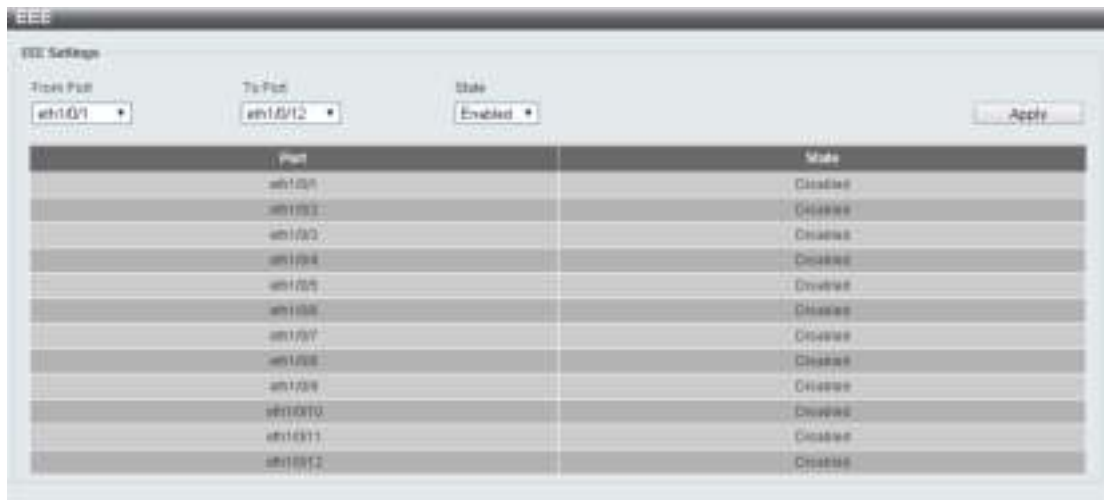 EEE
EEE Settings
From Port To Port State
eth1/0/1 eth1/0/12 Enabled Apply
Port State
eth1/0/1 Disabled
eth1/0/2 Disabled
eth1/0/3 Disabled
eth1/0/4 Disabled
eth1/0/5 Disabled
eth1/0/6 Disabled
eth1/0/7 Disabled
eth1/0/8 Disabled
eth1/0/9 Disabled
eth1/0/10 Disabled
eth1/0/11 Disabled
eth1/0/12 Disabled